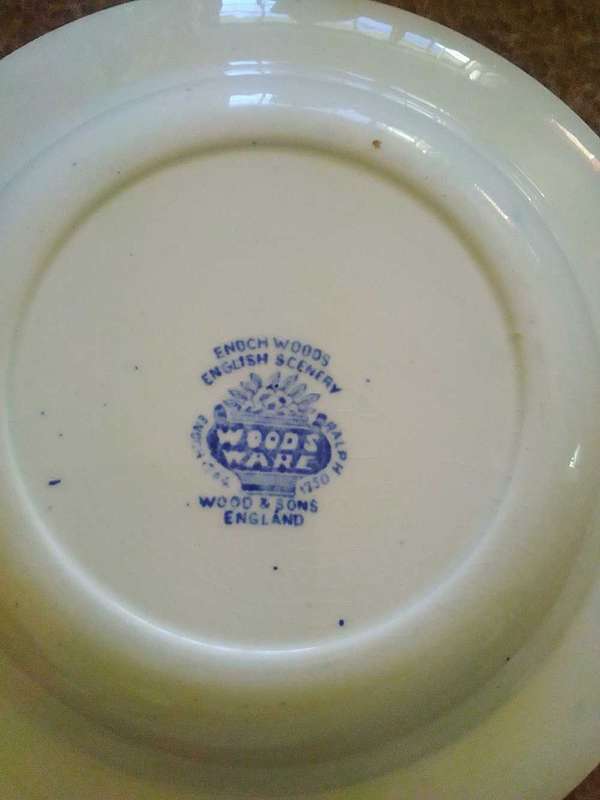 ENOCH WOODS
ENGLISH SCENERY
WOODS
WARE
RALPH
1750
WOOD & SONS
ENGLAND